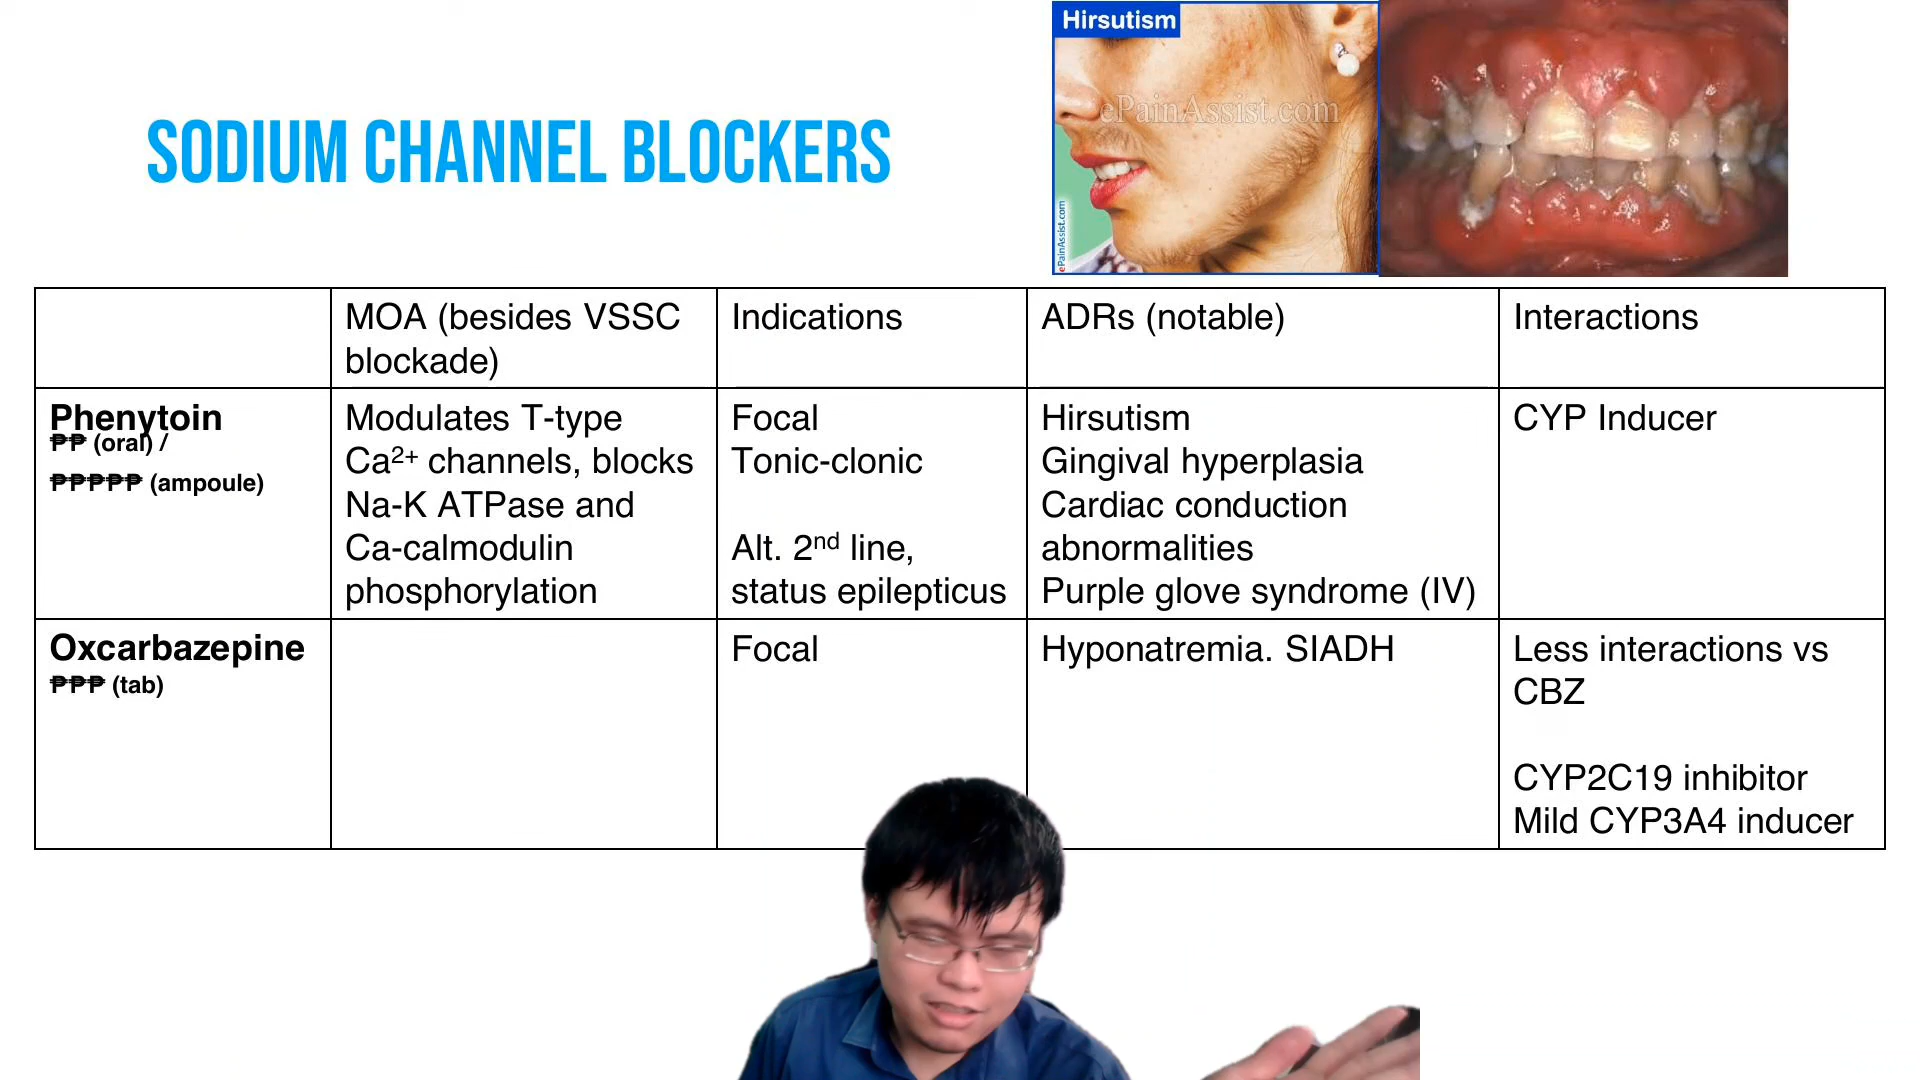 Hirsutism
ePainAssist.com
ePainAssist.com
SODIUM CHANNEL BLOCKERS
MOA (besides VSSC
blockade)
Indications
ADRs (notable)
Interactions
Phenytoin
₱₱ (oral) /
₱₱₱₱₱ (ampoule)
Modulates T-type
Ca²⁺ channels, blocks
Na-K ATPase and
Ca-calmodulin
phosphorylation
Focal
Tonic-clonic
Alt. 2nd line,
status epilepticus
Hirsutism
Gingival hyperplasia
Cardiac conduction
abnormalities
Purple glove syndrome (IV)
CYP Inducer
Oxcarbazepine
₱₱₱ (tab)
Focal
Hyponatremia. SIADH
Less interactions vs
CBZ
CYP2C19 inhibitor
Mild CYP3A4 inducer